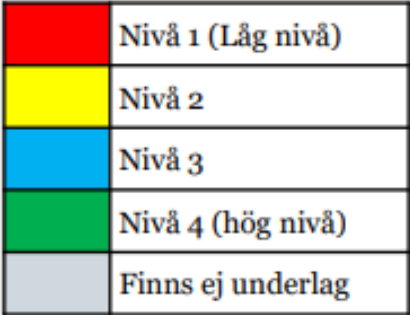 Nivå 1 (Låg nivå)
Nivå 2
Nivå 3
Nivå 4 (hög nivå)
Finns ej underlag